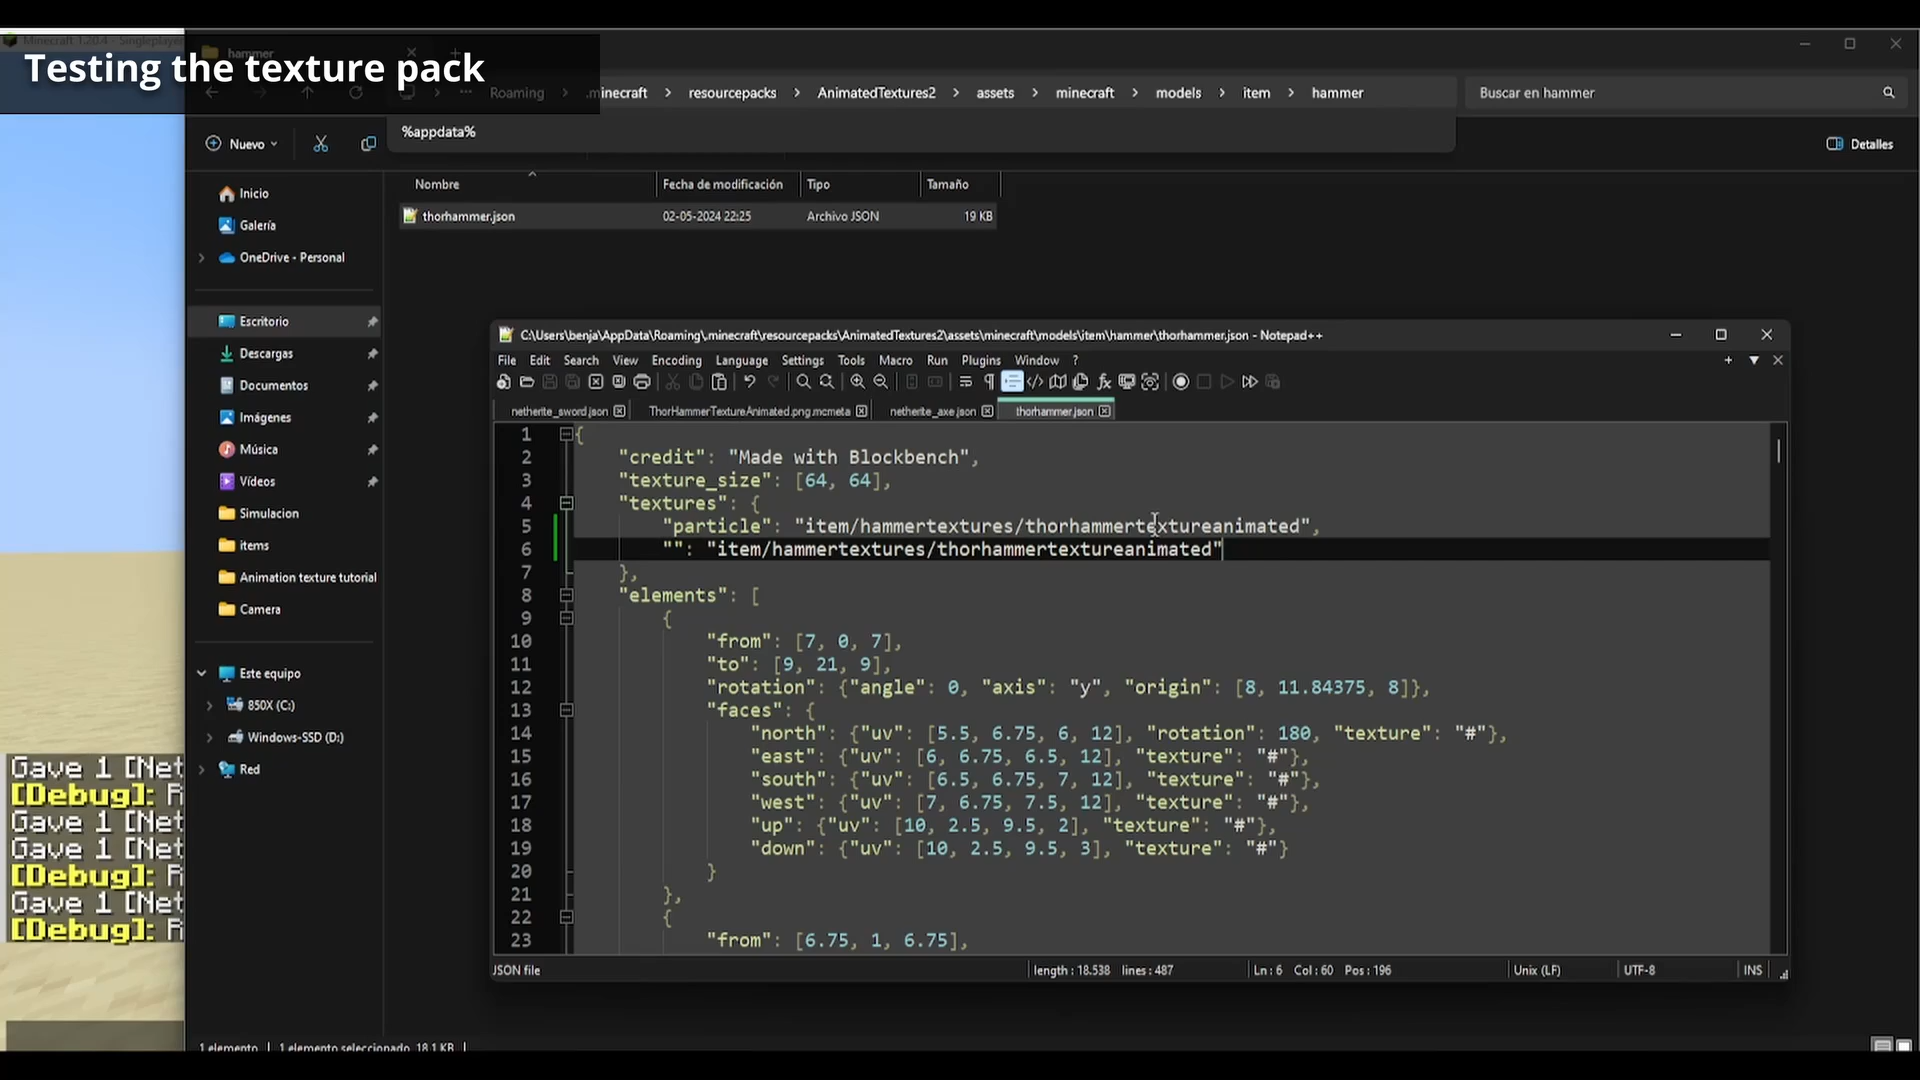 Minecraft 1.20.4 - Singleplayer
hammer
Testing the texture pack
Roaming > .minecraft > resourcepacks > AnimatedTextures2 > assets > minecraft > models > item > hammer
Buscar en hammer
%appdata%
Nuevo
Detalles
Nombre
Fecha de modificación
Tipo
Tamaño
thorhammer.json
02-05-2024 22:25
Archivo JSON
19 KB
Inicio
Galería
OneDrive - Personal
Escritorio
Descargas
Documentos
Imágenes
Música
Vídeos
Simulacion
items
Animation texture tutorial
Camera
Este equipo
850X (C:)
Windows-SSD (D:)
Red
C:\Users\benja\AppData\Roaming\.minecraft\resourcepacks\AnimatedTextures2\assets\minecraft\models\item\hammer\thorhammer.json - Notepad++
File Edit Search View Encoding Language Settings Tools Macro Run Plugins Window ?
netherite_sword.json
ThorHammerTextureAnimated.png.mcmeta
netherite_axe.json
thorhammer.json
1 {
2 "credit": "Made with Blockbench",
3 "texture_size": [64, 64],
4 "textures": {
5 "particle": "item/hammertextures/thorhammertextureanimated",
6 "": "item/hammertextures/thorhammertextureanimated"
7 },
8 "elements": [
9 {
10 "from": [7, 0, 7],
11 "to": [9, 21, 9],
12 "rotation": {"angle": 0, "axis": "y", "origin": [8, 11.84375, 8]},
13 "faces": {
14 "north": {"uv": [5.5, 6.75, 6, 12], "rotation": 180, "texture": "#"},
15 "east": {"uv": [6, 6.75, 6.5, 12], "texture": "#"},
16 "south": {"uv": [6.5, 6.75, 7, 12], "texture": "#"},
17 "west": {"uv": [7, 6.75, 7.5, 12], "texture": "#"},
18 "up": {"uv": [10, 2.5, 9.5, 2], "texture": "#"},
19 "down": {"uv": [10, 2.5, 9.5, 3], "texture": "#"}
20 }
21 },
22 {
23 "from": [6.75, 1, 6.75],
JSON file
length : 18.538 lines : 487
Ln : 6 Col : 60 Pos : 196
Unix (LF)
UTF-8
INS
Gave 1 [Net
[Debug]: R
Gave 1 [Net
Gave 1 [Net
[Debug]: R
Gave 1 [Net
[Debug]: R
1 elemento | 1 elemento seleccionado 18.1 KB |